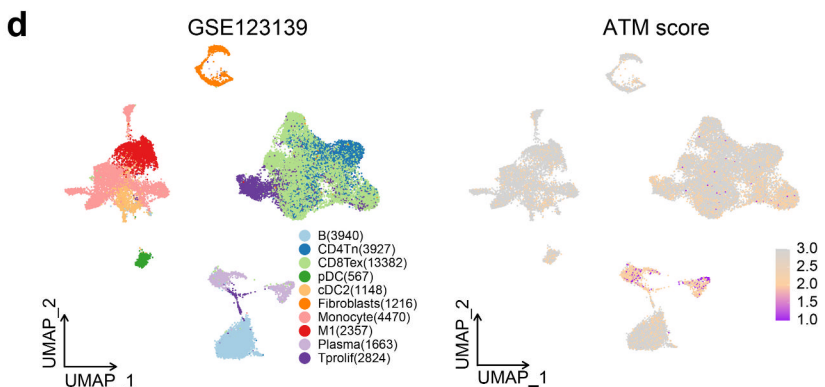 d
GSE123139
ATM score
B(3940)
CD4Tn(3927)
CD8Tex(13382)
pDC(567)
cDC2(1148)
Fibroblasts(1216)
Monocyte(4470)
M1(2357)
Plasma(1663)
Tprolif(2824)
UMAP_2
UMAP_1
3.0
2.5
2.0
1.5
1.0
UMAP_2
UMAP_1